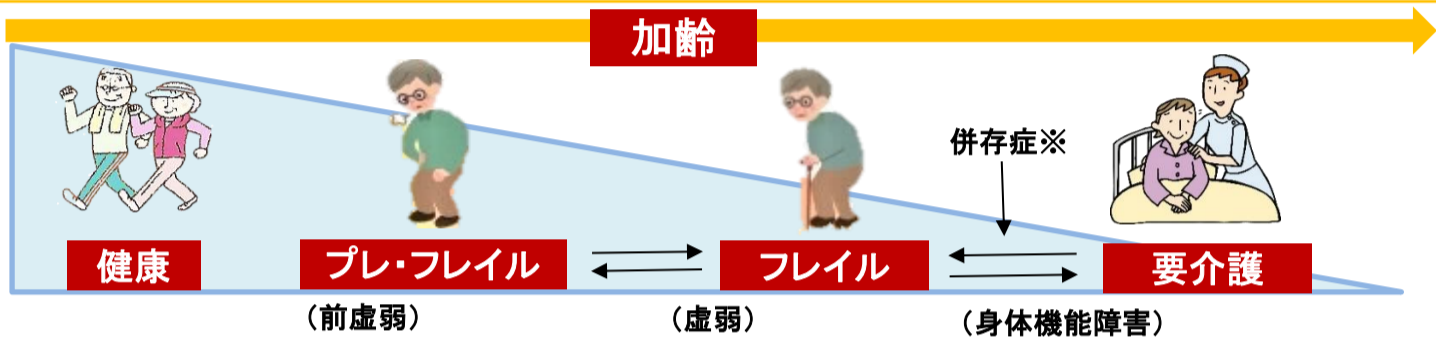 加齢
併存症※
健康
プレ・フレイル
フレイル
要介護
（前虚弱）
（虚弱）
（身体機能障害）